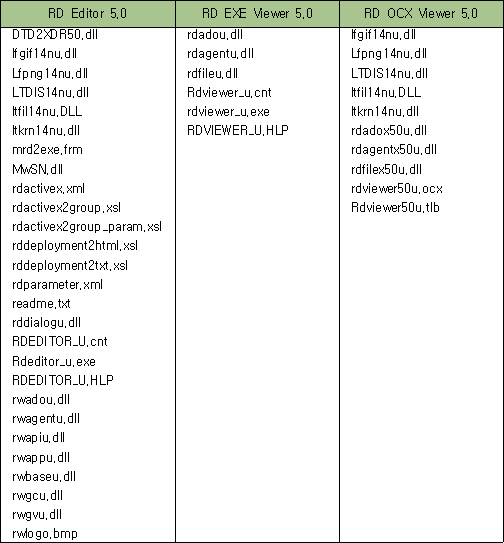 RD Editor 5.0
DTD2XDR50.dll
lfgif14nu.dll
Lfpng14nu.dll
LTDIS14nu.dll
ltfil14nu.DLL
ltkrn14nu.dll
mrd2exe.frm
MwSN.dll
rdactivex.xml
rdactivex2group.xsl
rdactivex2group_param.xsl
rddeployment2html.xsl
rddeployment2txt.xsl
rdparameter.xml
readme.txt
rddialogu.dll
RDEDITOR_U.cnt
Rdeditor_u.exe
RDEDITOR_U.HLP
rwadou.dll
rwagentu.dll
rwapiu.dll
rwappu.dll
rwbaseu.dll
rwgcu.dll
rwgvu.dll
rwlogo.bmp
RD EXE Viewer 5.0
rdadou.dll
rdagentu.dll
rdfileu.dll
Rdviewer_u.cnt
rdviewer_u.exe
RDVIEWER_U.HLP
RD OCX Viewer 5.0
lfgif14nu.dll
Lfpng14nu.dll
LTDIS14nu.dll
ltfil14nu.DLL
ltkrn14nu.dll
rdadox50u.dll
rdagentx50u.dll
rdfilex50u.dll
rdviewer50u.ocx
Rdviewer50u.tlb